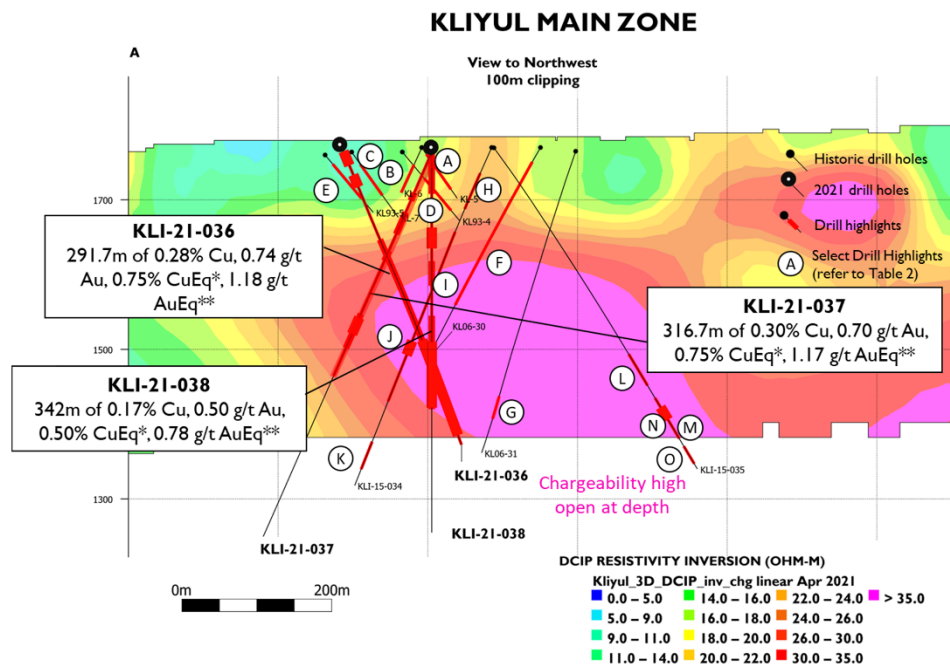 KLIYUL MAIN ZONE
A
View to Northwest
100m clipping
Historic drill holes
2021 drill holes
Drill highlights
A
Select Drill Highlights
(refer to Table 2)
1700
1500
1300
C
B
A
E
D
H
F
I
J
L
G
N
M
K
O
KL-6
KL-5
KL93-5
KL-7
KL93-4
KL06-30
KL06-31
KLI-15-034
KLI-15-035
KLI-21-036
291.7m of 0.28% Cu, 0.74 g/t
Au, 0.75% CuEq*, 1.18 g/t
AuEq**
KLI-21-037
316.7m of 0.30% Cu, 0.70 g/t Au,
0.75% CuEq*, 1.17 g/t AuEq**
KLI-21-038
342m of 0.17% Cu, 0.50 g/t Au,
0.50% CuEq*, 0.78 g/t AuEq**
KLI-21-036
Chargeability high
open at depth
KLI-21-038
KLI-21-037
0m
200m
DCIP RESISTIVITY INVERSION (OHM-M)
Kliyul_3D_DCIP_inv_chg linear Apr 2021
0.0 – 5.0
5.0 – 9.0
9.0 – 11.0
11.0 – 14.0
14.0 – 16.0
16.0 – 18.0
18.0 – 20.0
20.0 – 22.0
22.0 – 24.0
24.0 – 26.0
26.0 – 30.0
30.0 – 35.0
> 35.0